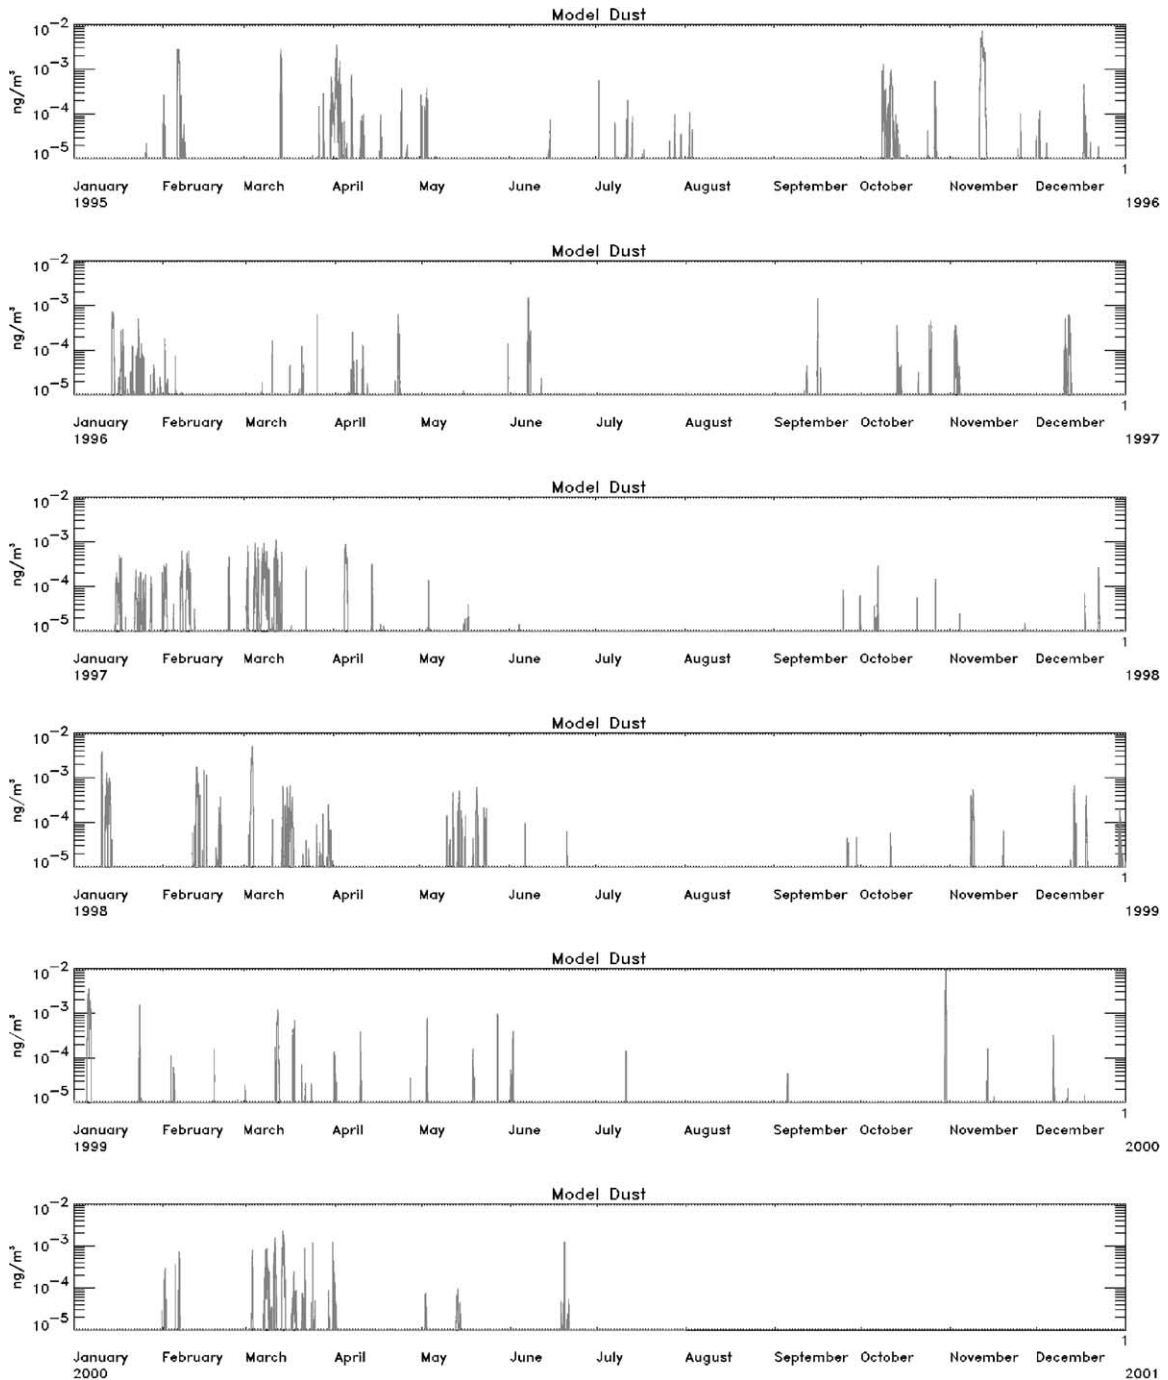 Model Dust
10⁻²
10⁻³
10⁻⁴
10⁻⁵
ng/m³
1
January February March April May June July August September October November December
1995 1996
Model Dust
10⁻²
10⁻³
10⁻⁴
10⁻⁵
ng/m³
1
January February March April May June July August September October November December
1996 1997
Model Dust
10⁻²
10⁻³
10⁻⁴
10⁻⁵
ng/m³
1
January February March April May June July August September October November December
1997 1998
Model Dust
10⁻²
10⁻³
10⁻⁴
10⁻⁵
ng/m³
1
January February March April May June July August September October November December
1998 1999
Model Dust
10⁻²
10⁻³
10⁻⁴
10⁻⁵
ng/m³
1
January February March April May June July August September October November December
1999 2000
Model Dust
10⁻²
10⁻³
10⁻⁴
10⁻⁵
ng/m³
1
January February March April May June July August September October November December
2000 2001